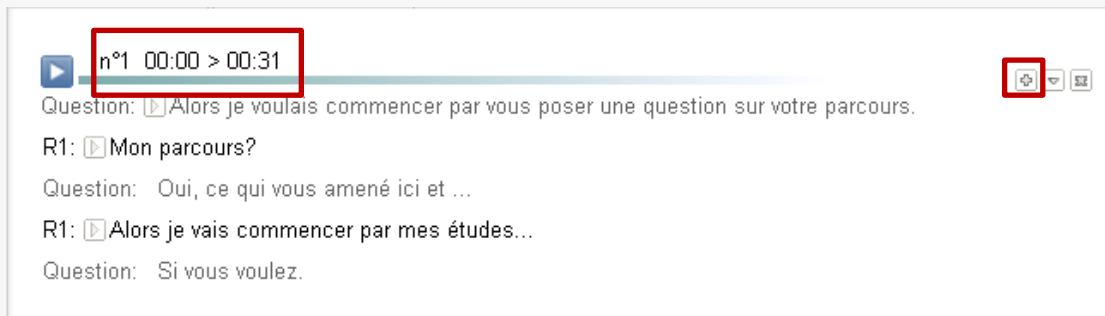 n°1 00:00 > 00:31
Question: Alors je voulais commencer par vous poser une question sur votre parcours.
R1: Mon parcours?
Question: Oui, ce qui vous amené ici et ...
R1: Alors je vais commencer par mes études...
Question: Si vous voulez.